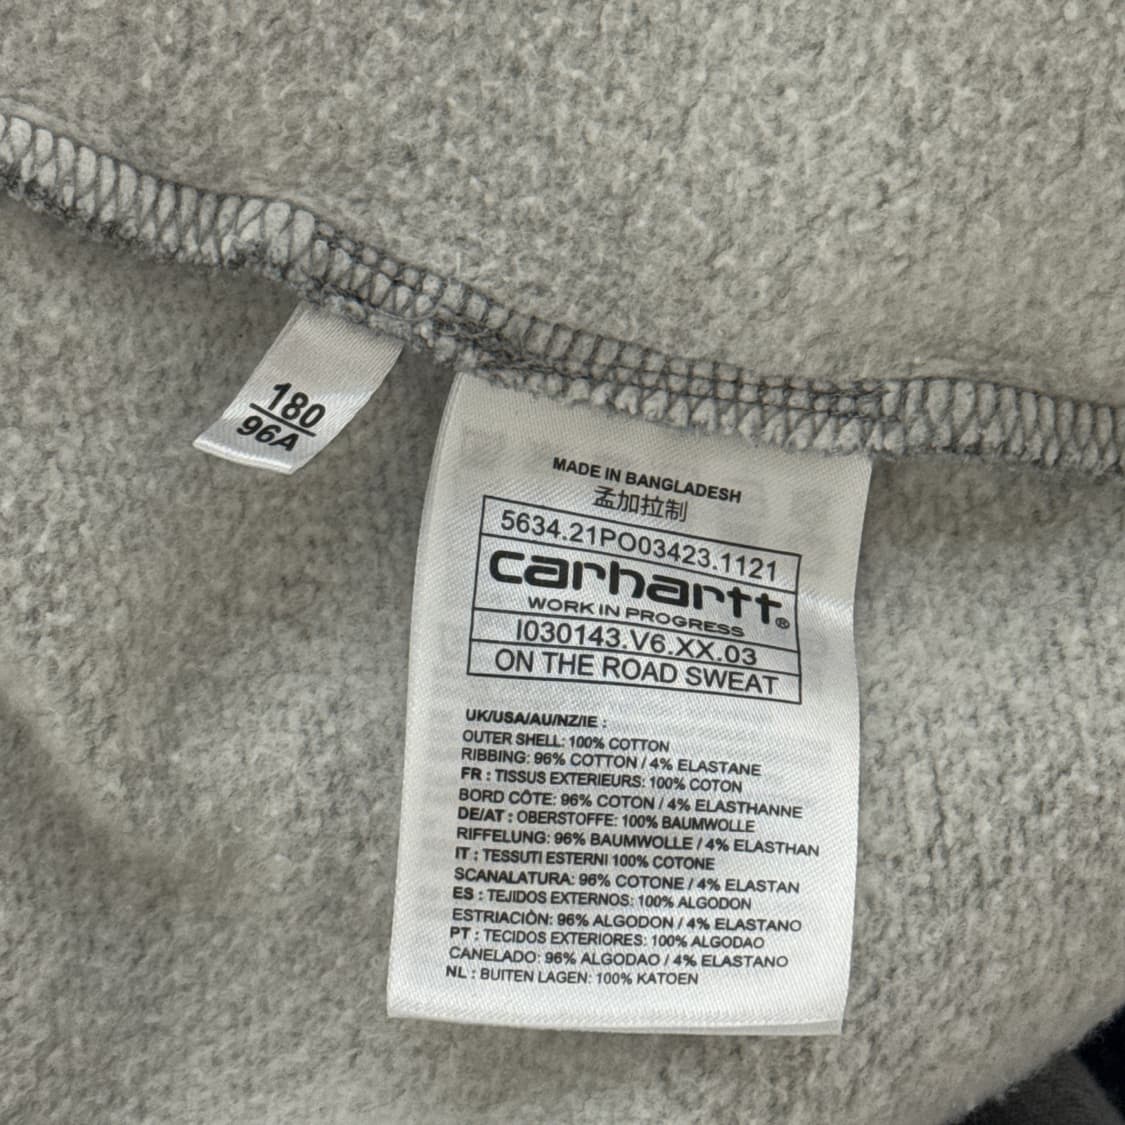 180
96A
MADE IN BANGLADESH
孟加拉制
5634.21PO03423.1121
carhartt®
WORK IN PROGRESS
I030143.V6.XX.03
ON THE ROAD SWEAT
UK/USA/AU/NZ/IE :
OUTER SHELL: 100% COTTON
RIBBING: 96% COTTON / 4% ELASTANE
FR : TISSUS EXTERIEURS: 100% COTON
BORD CÔTE: 96% COTON / 4% ELASTHANNE
DE/AT : OBERSTOFFE: 100% BAUMWOLLE
RIFFELUNG: 96% BAUMWOLLE / 4% ELASTHAN
IT : TESSUTI ESTERNI 100% COTONE
SCANALATURA: 96% COTONE / 4% ELASTAN
ES : TEJIDOS EXTERNOS: 100% ALGODON
ESTRIACIÒN: 96% ALGODON / 4% ELASTANO
PT : TECIDOS EXTERIORES: 100% ALGODAO
CANELADO: 96% ALGODAO / 4% ELASTANO
NL : BUITEN LAGEN: 100% KATOEN